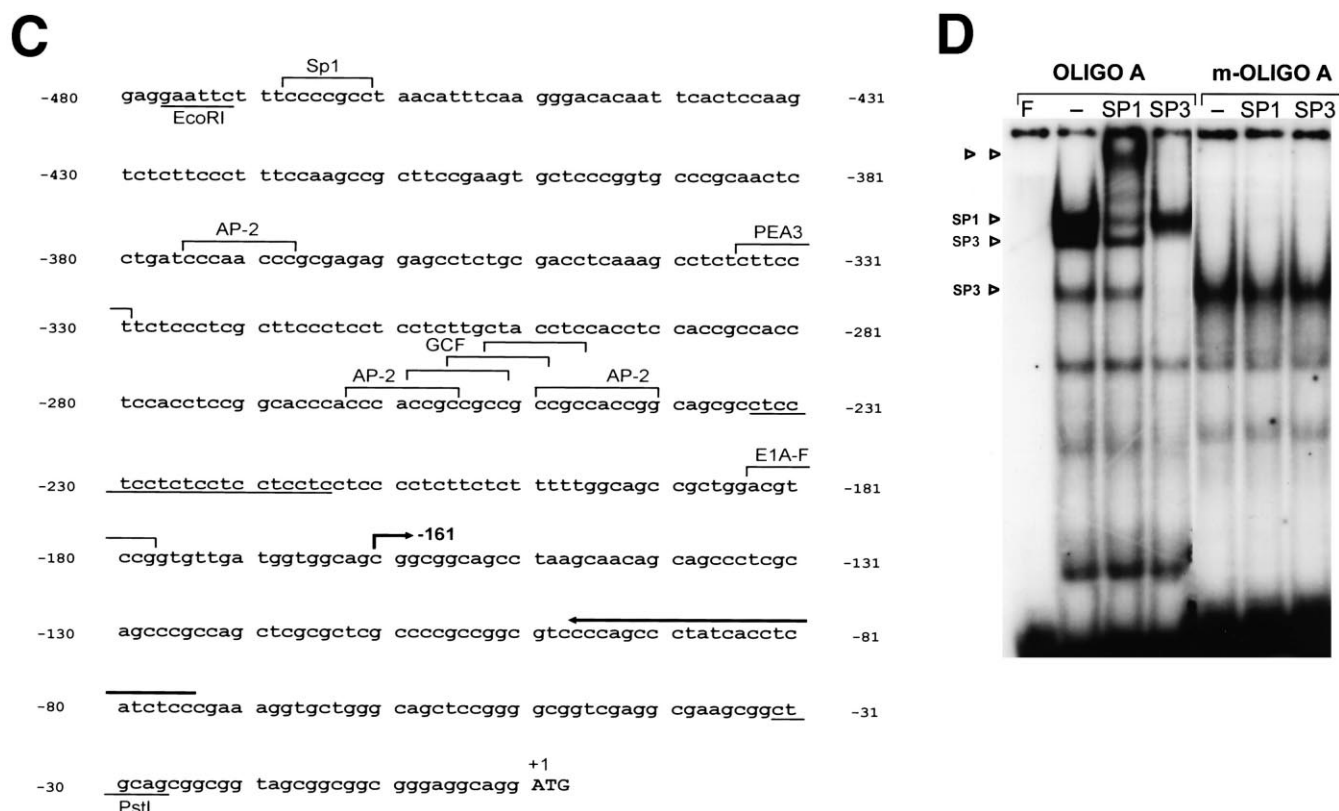 C
Sp1
-480 gaggaattct ttccccgcct aacatttcaa gggacacaat tcactccaag -431
EcoRI
-430 tctcttccct ttccaagccg cttccgaagt gctcccggtg cccgcaactc -381
AP-2 PEA3
-380 ctgatcccaa cccgcgagag gagcctctgc gacctcaaag cctctcttcc -331
-330 ttctccctcg cttccctcct cctcttgcta cctccacctc caccgccacc -281
GCF
AP-2 AP-2
-280 tccacctccg gcacccaccc accgccgccg ccgccaccgg cagcgcctcc -231
E1A-F
-230 tcctctcctc ctcctcctcc cctcttctct ttttggcagc cgctggacgt -181
-161
-180 ccggtgttga tggtggcagc ggcggcagcc taagcaacag cagccctcgc -131
-130 agcccgccag ctcgcgctcg ccccgccggc gtccccagcc ctatcacctc -81
-80 atctcccgaa aggtgctggg cagctccggg gcggtcgagg cgaagcggct -31
+1
-30 gcagcggcgg tagcggcggc gggaggcagg ATG
PstI
D
OLIGO A m-OLIGO A
F – SP1 SP3 – SP1 SP3
SP1
SP3
SP3